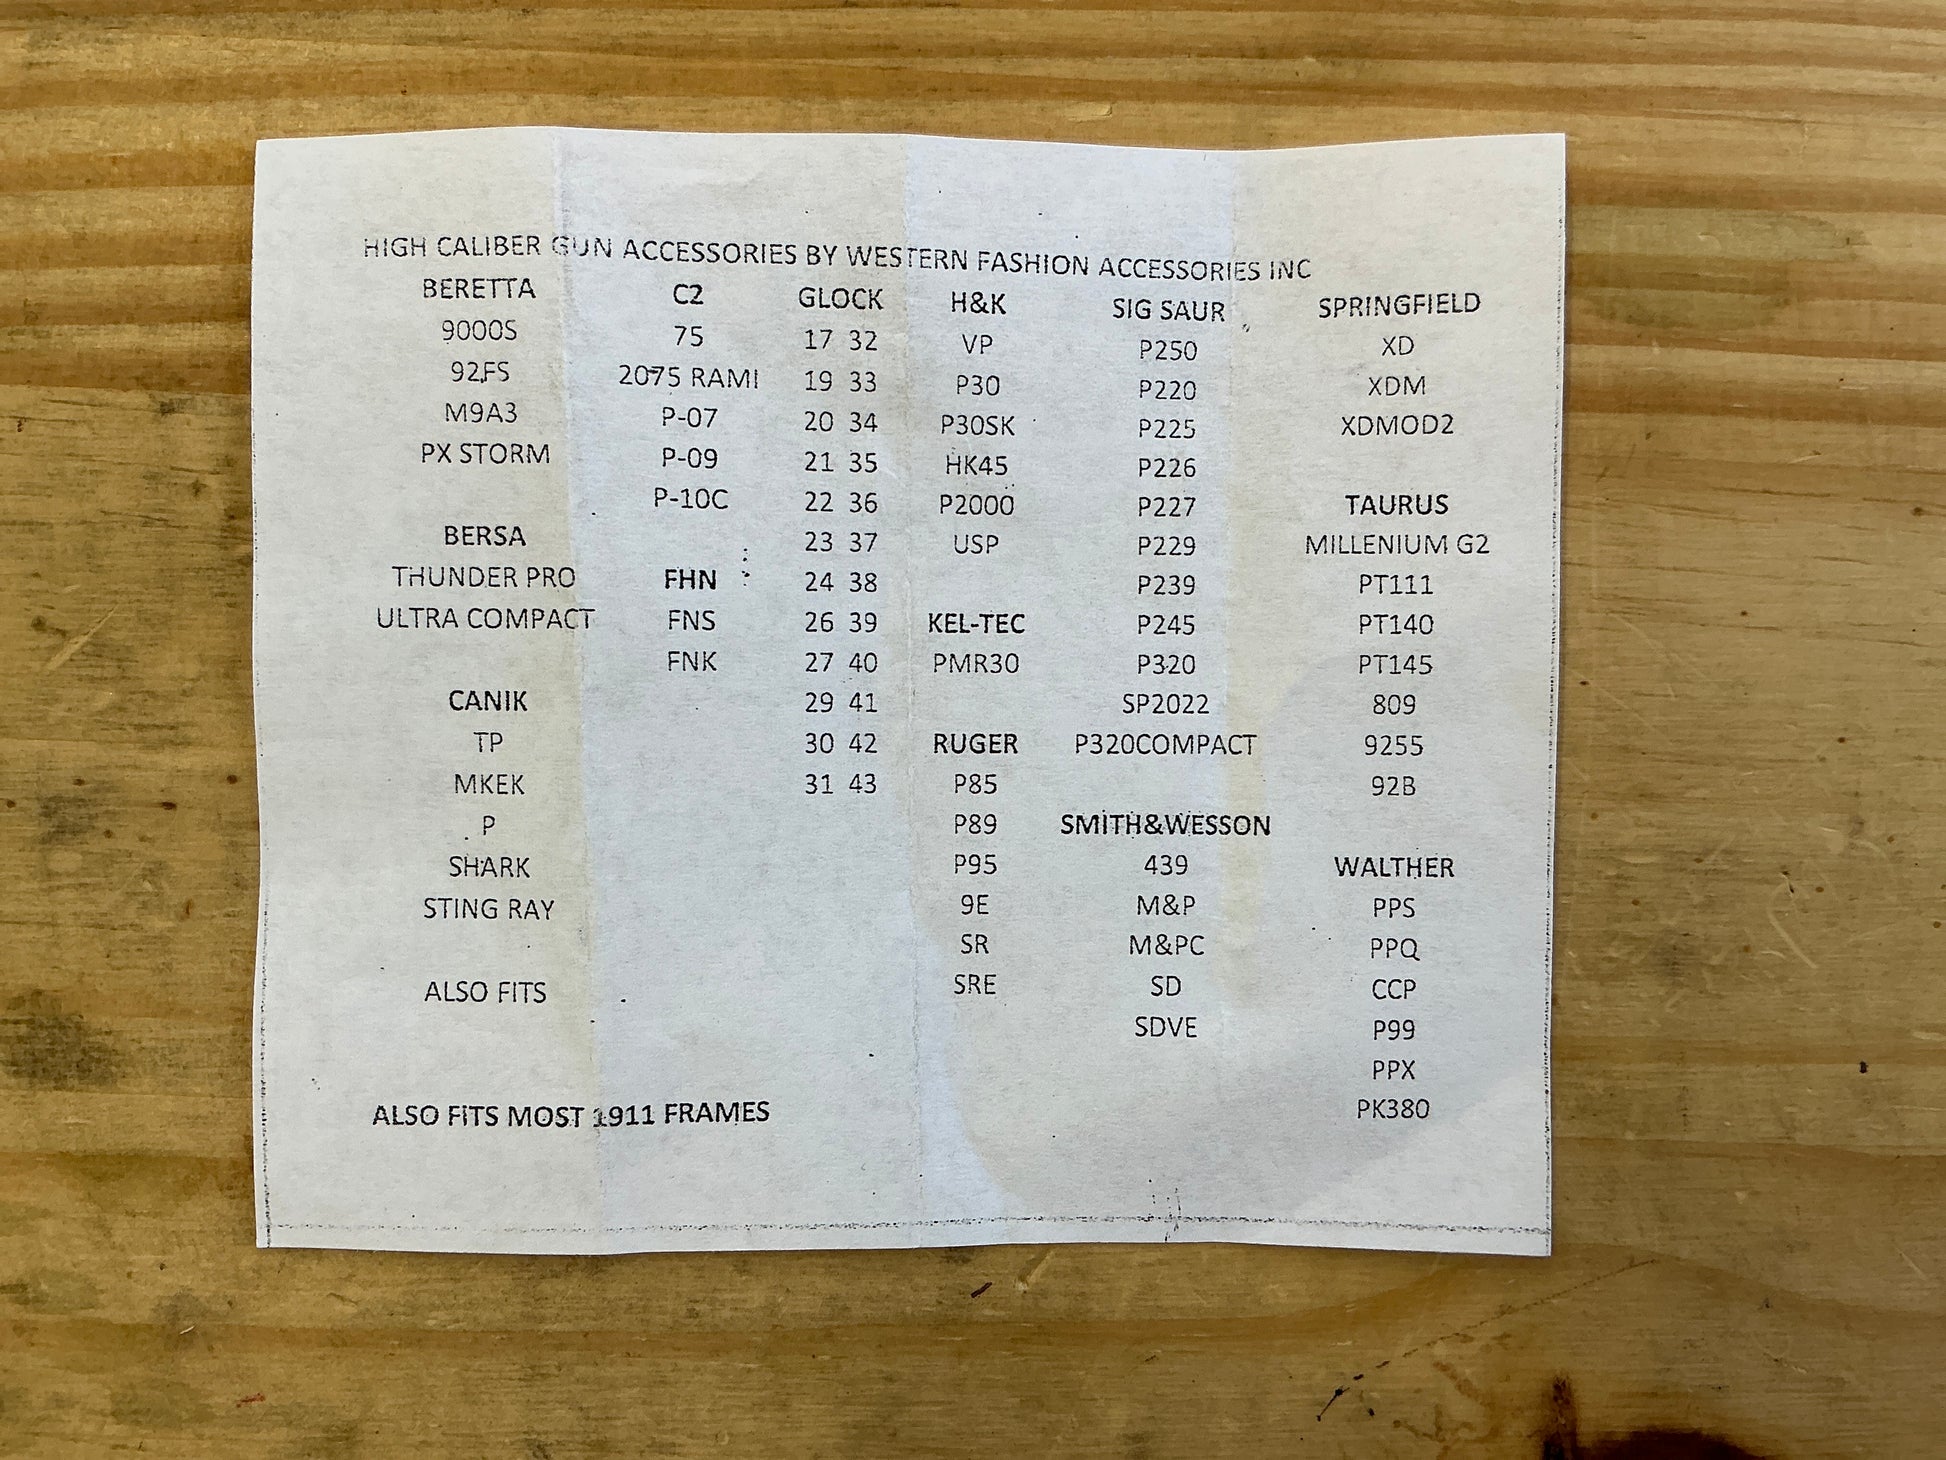 HIGH CALIBER GUN ACCESSORIES BY WESTERN FASHION ACCESSORIES INC
BERETTA
9000S
92FS
M9A3
PX STORM
BERSA
THUNDER PRO
ULTRA COMPACT
CANIK
TP
MKEK
P
SHARK
STING RAY
ALSO FITS
C2
75
2075 RAMI
P-07
P-09
P-10C
FHN
FNS
FNK
GLOCK
17 32
19 33
20 34
21 35
22 36
23 37
24 38
26 39
27 40
29 41
30 42
31 43
H&K
VP
P30
P30SK
HK45
P2000
USP
KEL-TEC
PMR30
RUGER
P85
P89
P95
9E
SR
SRE
SIG SAUR
P250
P220
P225
P226
P227
P229
P239
P245
P320
SP2022
P320COMPACT
SMITH&WESSON
439
M&P
M&PC
SD
SDVE
SPRINGFIELD
XD
XDM
XDMOD2
TAURUS
MILLENIUM G2
PT111
PT140
PT145
809
9255
92B
WALTHER
PPS
PPQ
CCP
P99
PPX
PK380
ALSO FITS MOST 1911 FRAMES